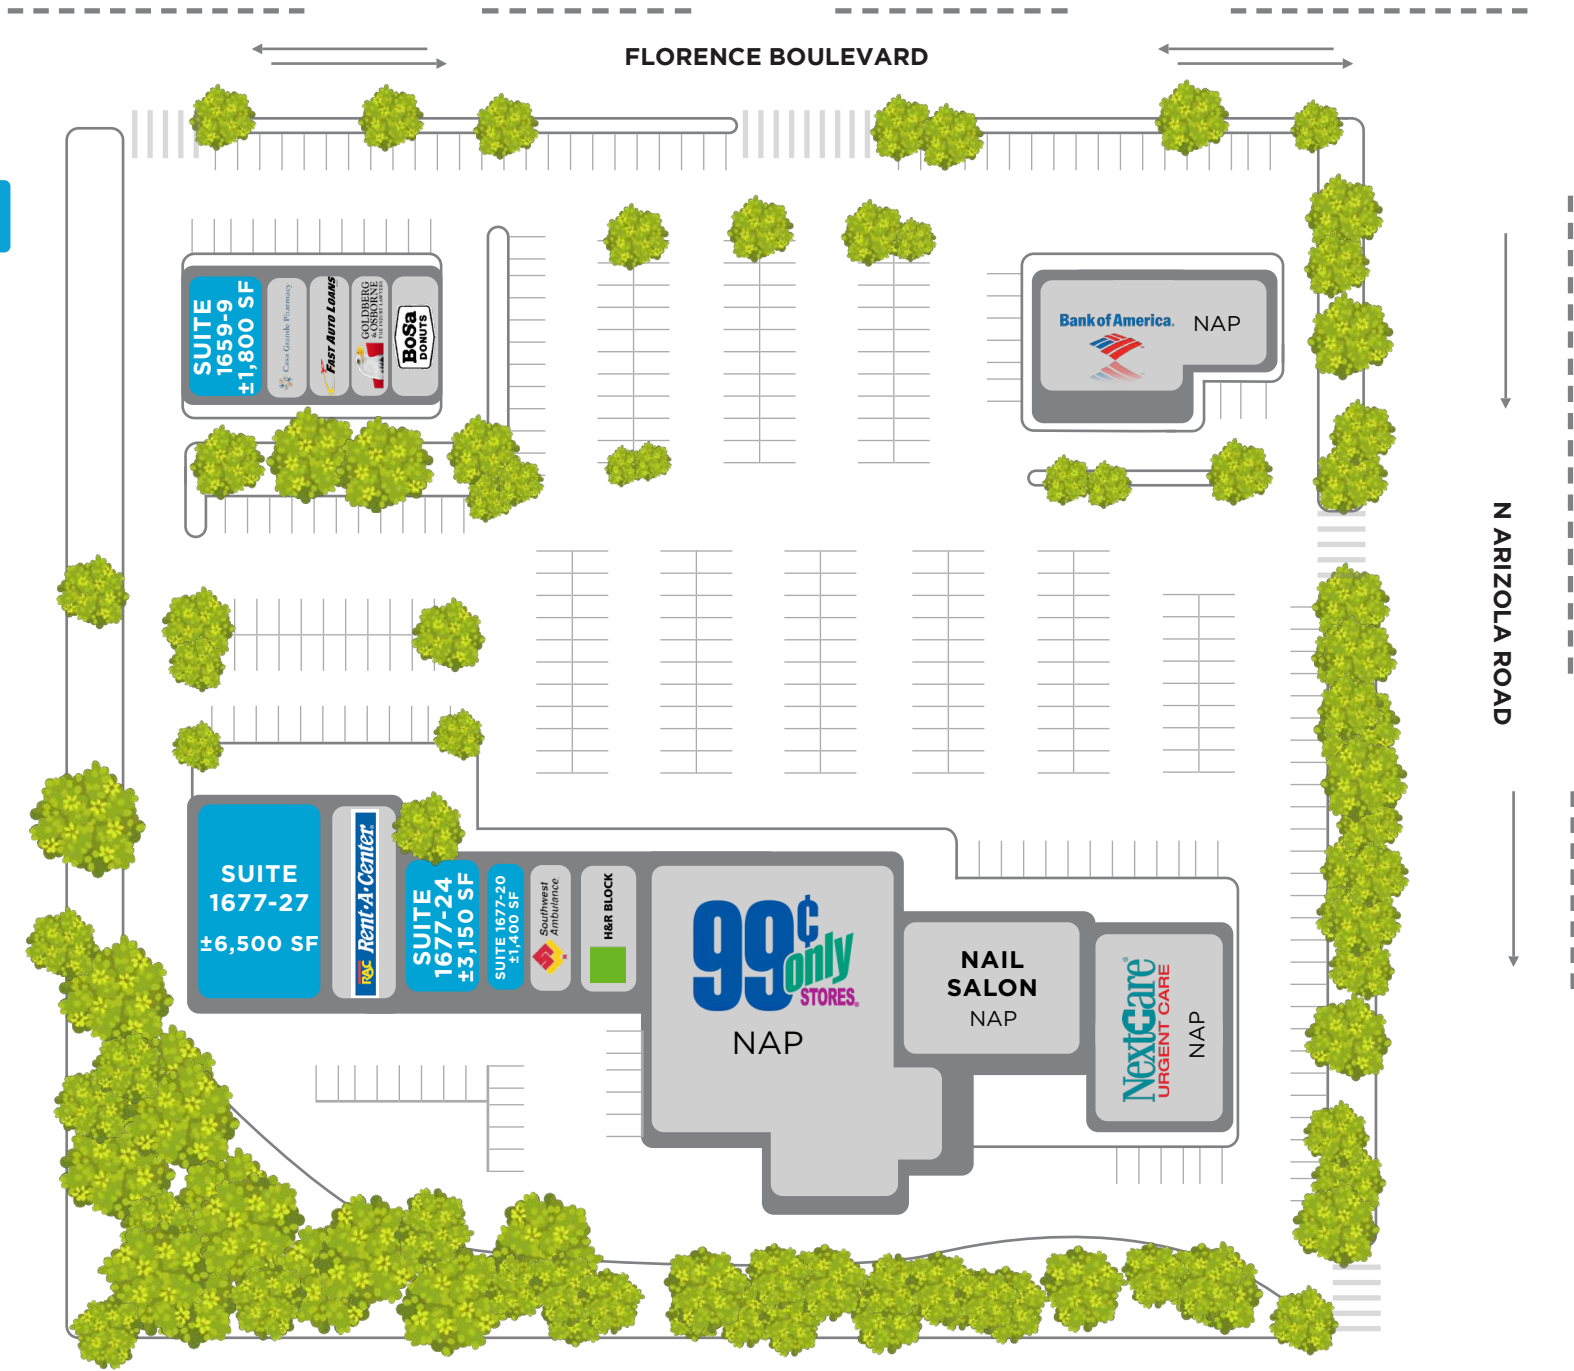 FLORENCE BOULEVARD
SUITE
1659-9
±1,800 SF
Casa Grande Pharmacy
FAST AUTO LOANS
GOLDBERG
& OSBORNE
THE INJURY LAWYERS
BoSa
DONUTS
Bank of America.
NAP
N ARIZOLA ROAD
SUITE
1677-27
±6,500 SF
RAC Rent-A-Center
SUITE
1677-24
±3,150 SF
SUITE 1677-20
±1,400 SF
Southwest
Ambulance
H&R BLOCK
99¢
only
STORES.
NAP
NAIL
SALON
NAP
NextCare
URGENT CARE
NAP